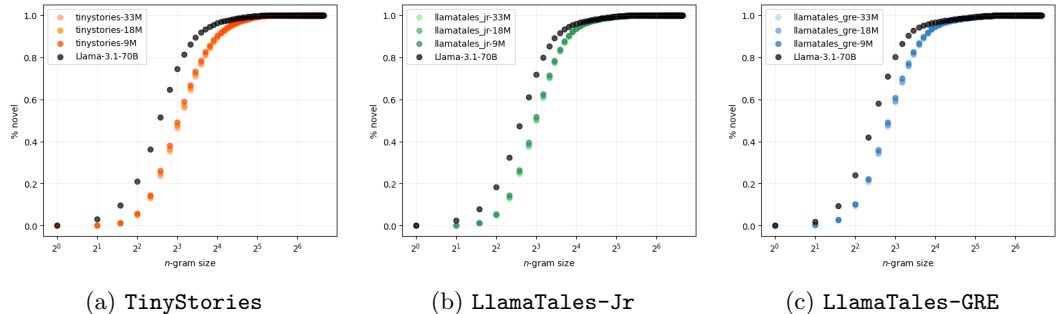 tinystories-33M
tinystories-18M
tinystories-9M
Llama-3.1-70B
% novel
1.0
0.8
0.6
0.4
0.2
0.0
2^0 2^1 2^2 2^3 2^4 2^5 2^6
n-gram size
(a) TinyStories
llamatales_jr-33M
llamatales_jr-18M
llamatales_jr-9M
Llama-3.1-70B
% novel
1.0
0.8
0.6
0.4
0.2
0.0
2^0 2^1 2^2 2^3 2^4 2^5 2^6
n-gram size
(b) LlamaTales-Jr
llamatales_gre-33M
llamatales_gre-18M
llamatales_gre-9M
Llama-3.1-70B
% novel
1.0
0.8
0.6
0.4
0.2
0.0
2^0 2^1 2^2 2^3 2^4 2^5 2^6
n-gram size
(c) LlamaTales-GRE